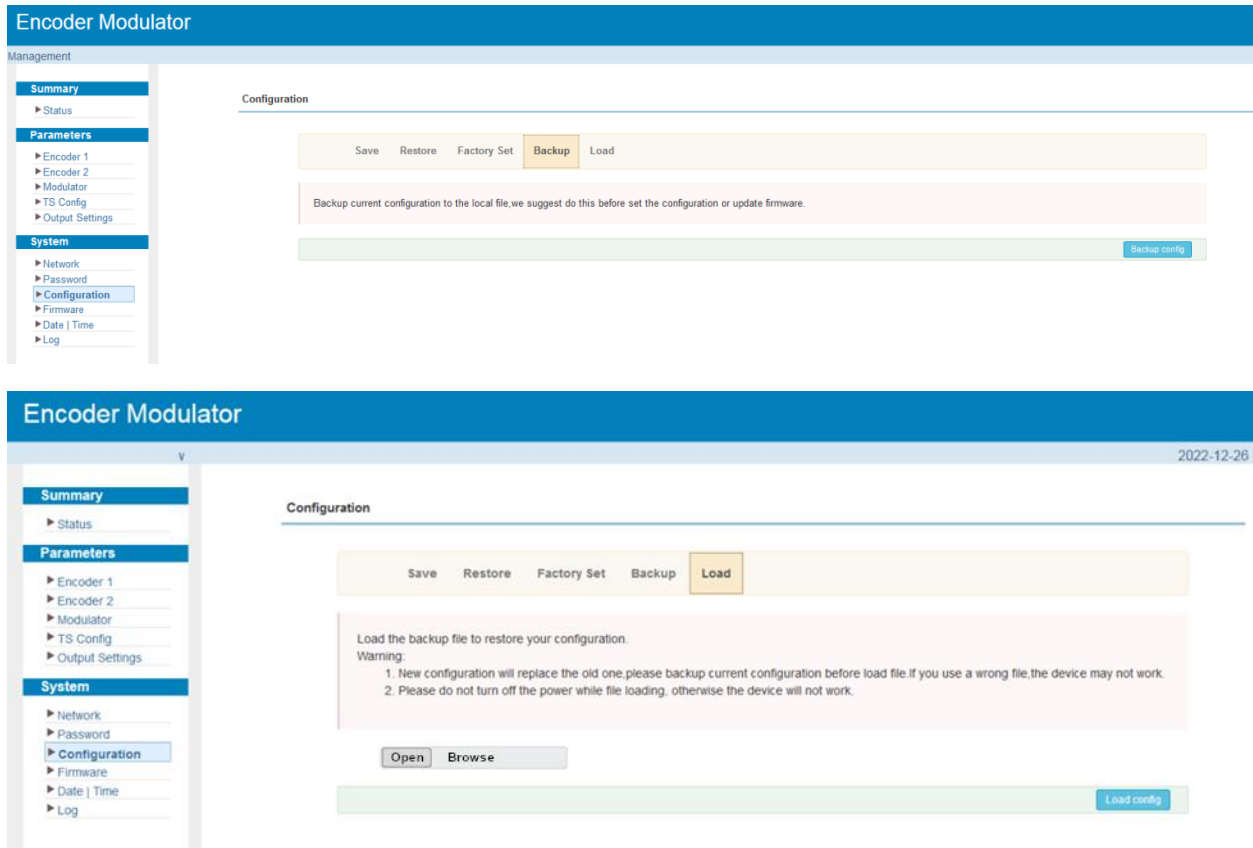 Encoder Modulator
Management
Summary
Status
Parameters
Encoder 1
Encoder 2
Modulator
TS Config
Output Settings
System
Network
Password
Configuration
Firmware
Date | Time
Log
Configuration
Save Restore Factory Set Backup Load
Backup current configuration to the local file,we suggest do this before set the configuration or update firmware.
Backup config
Encoder Modulator
v 2022-12-26
Summary
Status
Parameters
Encoder 1
Encoder 2
Modulator
TS Config
Output Settings
System
Network
Password
Configuration
Firmware
Date | Time
Log
Configuration
Save Restore Factory Set Backup Load
Load the backup file to restore your configuration.
Warning:
1. New configuration will replace the old one,please backup current configuration before load file.If you use a wrong file,the device may not work.
2. Please do not turn off the power while file loading, otherwise the device will not work.
Open Browse
Load config